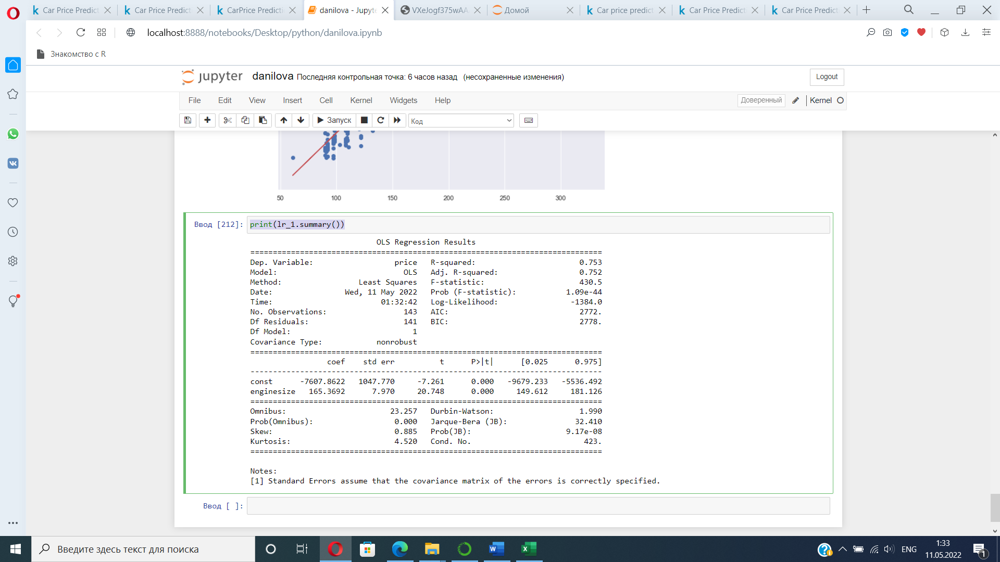 Car Price Predict
Car Price Predict
CarPrice Predicti
danilova - Jupyte
VXeJogf375wAA
Домой
Car price predict
Car Price Predict
Car Price Predict
localhost:8888/notebooks/Desktop/python/danilova.ipynb
Знакомство с R
jupyter danilova Последняя контрольная точка: 6 часов назад (несохраненные изменения) Logout
File Edit View Insert Cell Kernel Widgets Help Доверенный Kernel
Запуск Код
50 100 150 200 250 300
Ввод [212]: print(lr_1.summary())
OLS Regression Results
==============================================================================
Dep. Variable: price R-squared: 0.753
Model: OLS Adj. R-squared: 0.752
Method: Least Squares F-statistic: 430.5
Date: Wed, 11 May 2022 Prob (F-statistic): 1.09e-44
Time: 01:32:42 Log-Likelihood: -1384.0
No. Observations: 143 AIC: 2772.
Df Residuals: 141 BIC: 2778.
Df Model: 1
Covariance Type: nonrobust
==============================================================================
coef std err t P>|t| [0.025 0.975]
------------------------------------------------------------------------------
const -7607.8622 1047.770 -7.261 0.000 -9679.233 -5536.492
enginesize 165.3692 7.970 20.748 0.000 149.612 181.126
==============================================================================
Omnibus: 23.257 Durbin-Watson: 1.990
Prob(Omnibus): 0.000 Jarque-Bera (JB): 32.410
Skew: 0.885 Prob(JB): 9.17e-08
Kurtosis: 4.520 Cond. No. 423.
==============================================================================
Notes:
[1] Standard Errors assume that the covariance matrix of the errors is correctly specified.
Ввод [ ]:
Введите здесь текст для поиска
ENG
1:33
11.05.2022
1